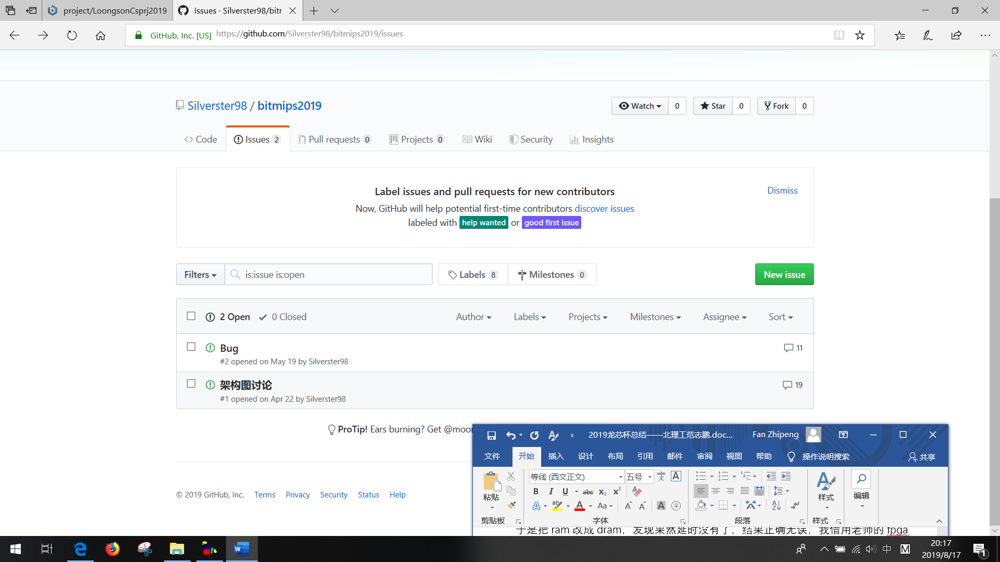 project/LoongsonCsprj2019
Issues · Silverster98/bitr
GitHub, Inc. [US] https://github.com/Silverster98/bitmips2019/issues
Silverster98 / bitmips2019
Watch 0 Star 0 Fork 0
Code Issues 2 Pull requests 0 Projects 0 Wiki Security Insights
Label issues and pull requests for new contributors
Dismiss
Now, GitHub will help potential first-time contributors discover issues
labeled with help wanted or good first issue
Filters is:issue is:open Labels 8 Milestones 0 New issue
2 Open 0 Closed Author Labels Projects Milestones Assignee Sort
Bug 11
#2 opened on May 19 by Silverster98
架构图讨论 19
#1 opened on Apr 22 by Silverster98
ProTip! Ears burning? Get @moor
© 2019 GitHub, Inc. Terms Privacy Security Status Help
2019龙芯杯总结——北理工范志鹏.doc... Fan Zhipeng
文件 开始 插入 设计 布局 引用 邮件 审阅 视图 帮助 操作说明搜索 共享
等线 (西文正文) 五号 wén 文 A
B I U abc x₂ x²
粘贴 样式 编辑
A ab A Aa A A A 字
剪贴板 字体 段落 样式
于是把 ram 改成 dram，发现果然延时没有了，结果正确无误，我借用老师的 fpga
中 M
20:17
2019/8/17
1